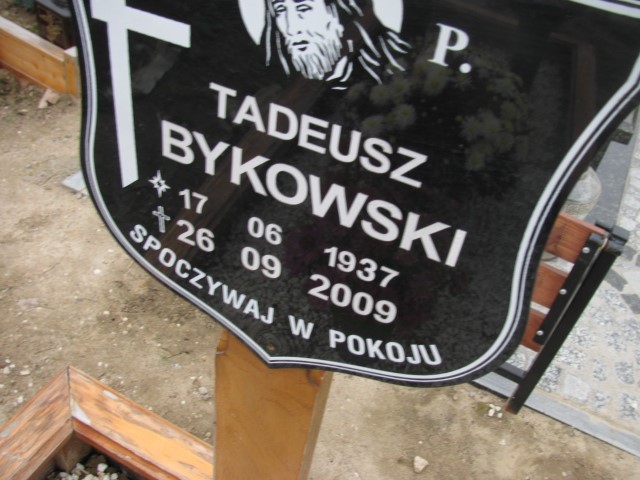 P.
TADEUSZ
BYKOWSKI
17 06 1937
26 09 2009
SPOCZYWAJ W POKOJU